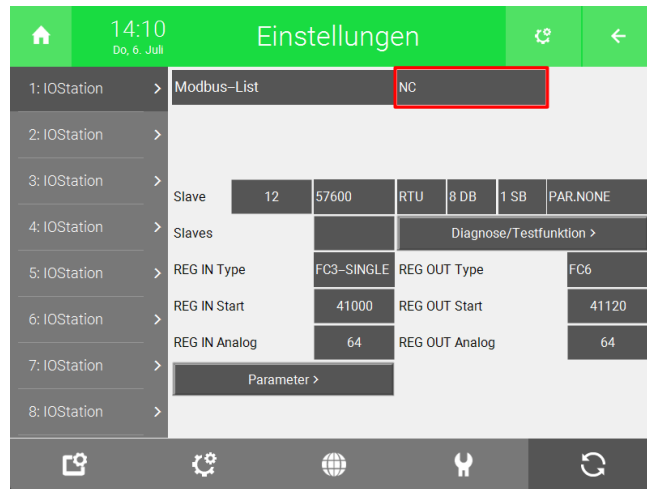 14:10
Do, 6. Juli
Einstellungen
1: IOStation
2: IOStation
3: IOStation
4: IOStation
5: IOStation
6: IOStation
7: IOStation
8: IOStation
Modbus–List NC
Slave 12 57600 RTU 8 DB 1 SB PAR.NONE
Slaves Diagnose/Testfunktion >
REG IN Type FC3–SINGLE REG OUT Type FC6
REG IN Start 41000 REG OUT Start 41120
REG IN Analog 64 REG OUT Analog 64
Parameter >